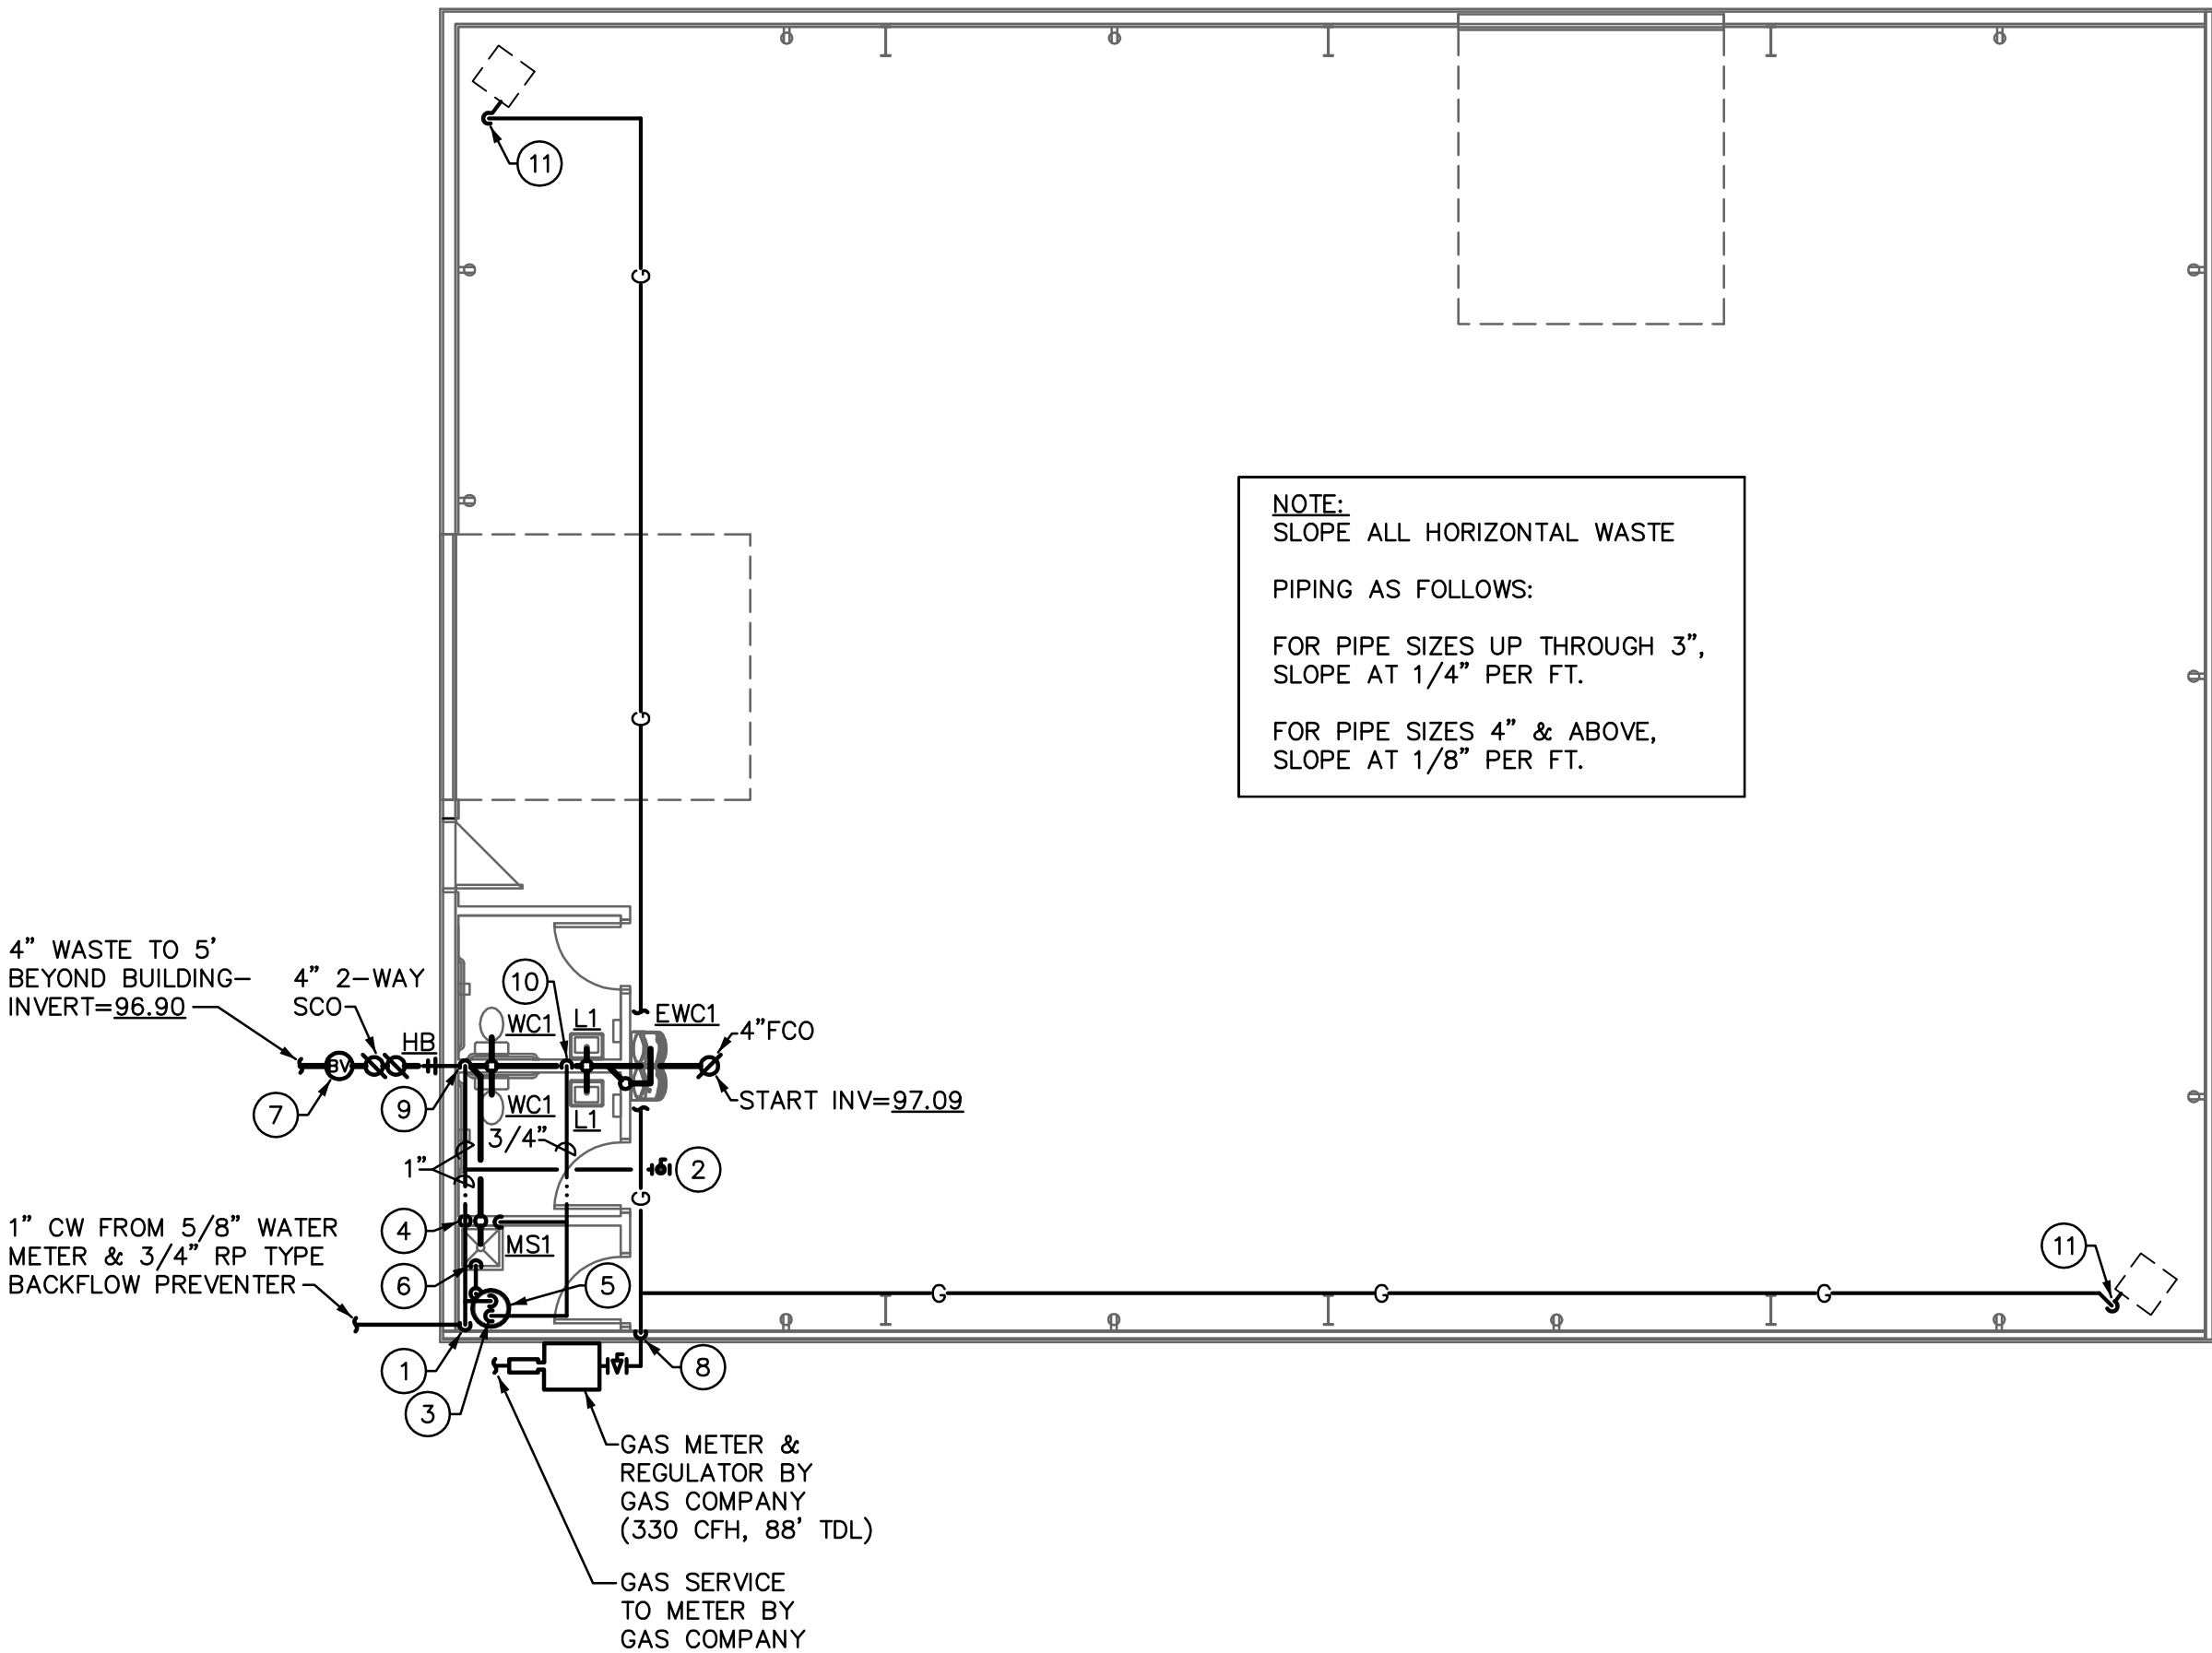 11
G
G
NOTE:
SLOPE ALL HORIZONTAL WASTE
PIPING AS FOLLOWS:
FOR PIPE SIZES UP THROUGH 3",
SLOPE AT 1/4" PER FT.
FOR PIPE SIZES 4" & ABOVE,
SLOPE AT 1/8" PER FT.
4" WASTE TO 5'
BEYOND BUILDING-
INVERT=96.90
4" 2-WAY
SCO
HB
BV
7
9
10
WC1
L1
EWC1
4"FCO
START INV=97.09
WC1
L1
3/4"
1"
2
G
4
MS1
1" CW FROM 5/8" WATER
METER & 3/4" RP TYPE
BACKFLOW PREVENTER
6
5
1
3
8
G
G
G
11
GAS METER &
REGULATOR BY
GAS COMPANY
(330 CFH, 88' TDL)
GAS SERVICE
TO METER BY
GAS COMPANY